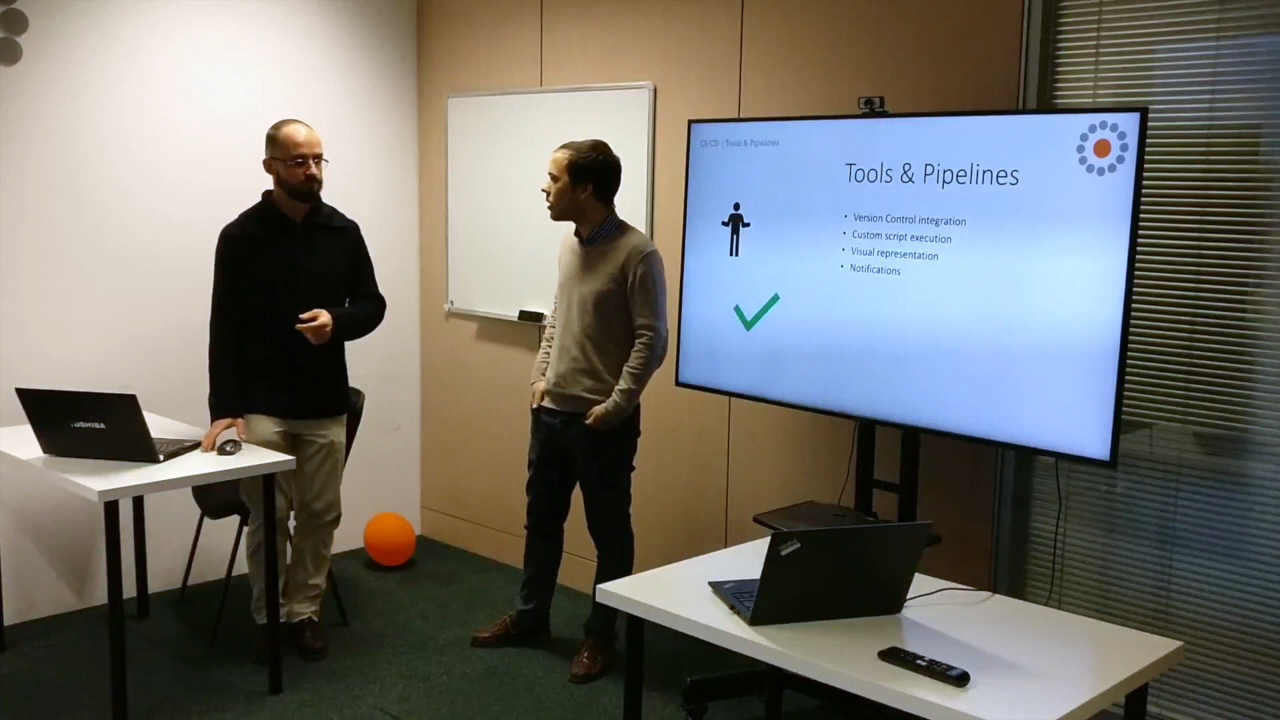 CI/CD | Tools & Pipelines
Tools & Pipelines
• Version Control integration
• Custom script execution
• Visual representation
• Notifications
TOSHIBA